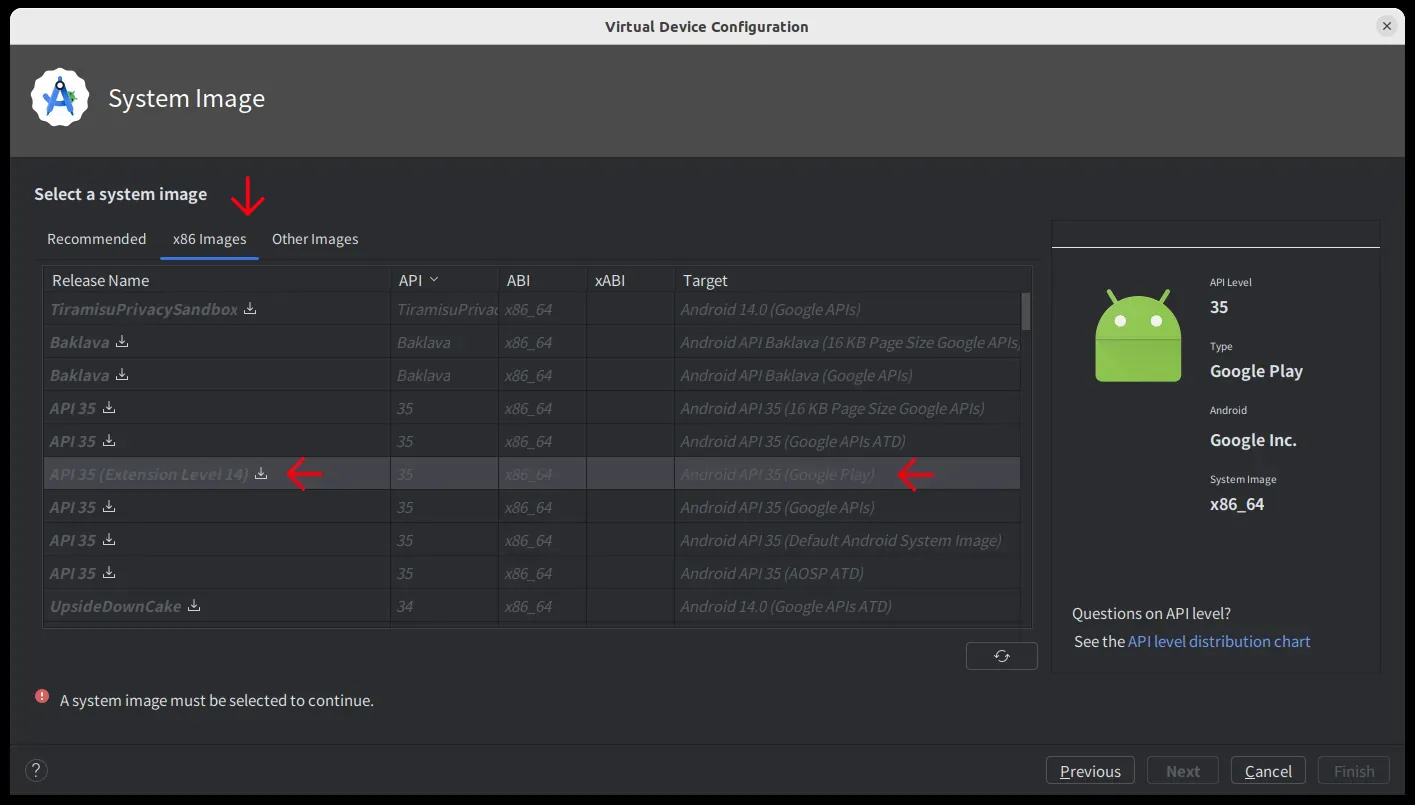 Virtual Device Configuration
System Image
Select a system image
Recommended x86 Images Other Images
Release Name API ABI xABI Target
TiramisuPrivacySandbox TiramisuPrivac x86_64 Android 14.0 (Google APIs)
Baklava Baklava x86_64 Android API Baklava (16 KB Page Size Google APIs)
Baklava Baklava x86_64 Android API Baklava (Google APIs)
API 35 35 x86_64 Android API 35 (16 KB Page Size Google APIs)
API 35 35 x86_64 Android API 35 (Google APIs ATD)
API 35 (Extension Level 14) 35 x86_64 Android API 35 (Google Play)
API 35 35 x86_64 Android API 35 (Google APIs)
API 35 35 x86_64 Android API 35 (Default Android System Image)
API 35 35 x86_64 Android API 35 (AOSP ATD)
UpsideDownCake 34 x86_64 Android 14.0 (Google APIs ATD)
API Level
35
Type
Google Play
Android
Google Inc.
System Image
x86_64
Questions on API level?
See the API level distribution chart
A system image must be selected to continue.
? Previous Next Cancel Finish